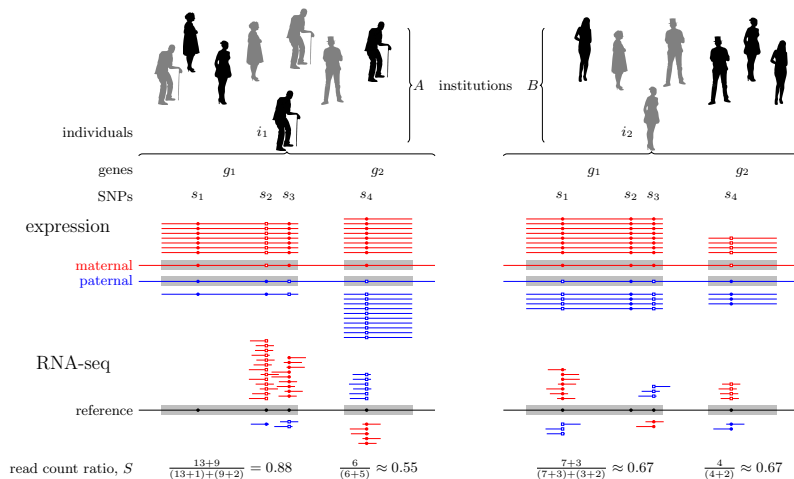 A institutions B
individuals i₁ i₂
genes g₁ g₂ g₁ g₂
SNPs s₁ s₂ s₃ s₄ s₁ s₂ s₃ s₄
expression
maternal
paternal
RNA-seq
reference
read count ratio, S 13+9/(13+1)+(9+2) = 0.88 6/(6+5) ≈ 0.55 7+3/(7+3)+(3+2) ≈ 0.67 4/(4+2) ≈ 0.67